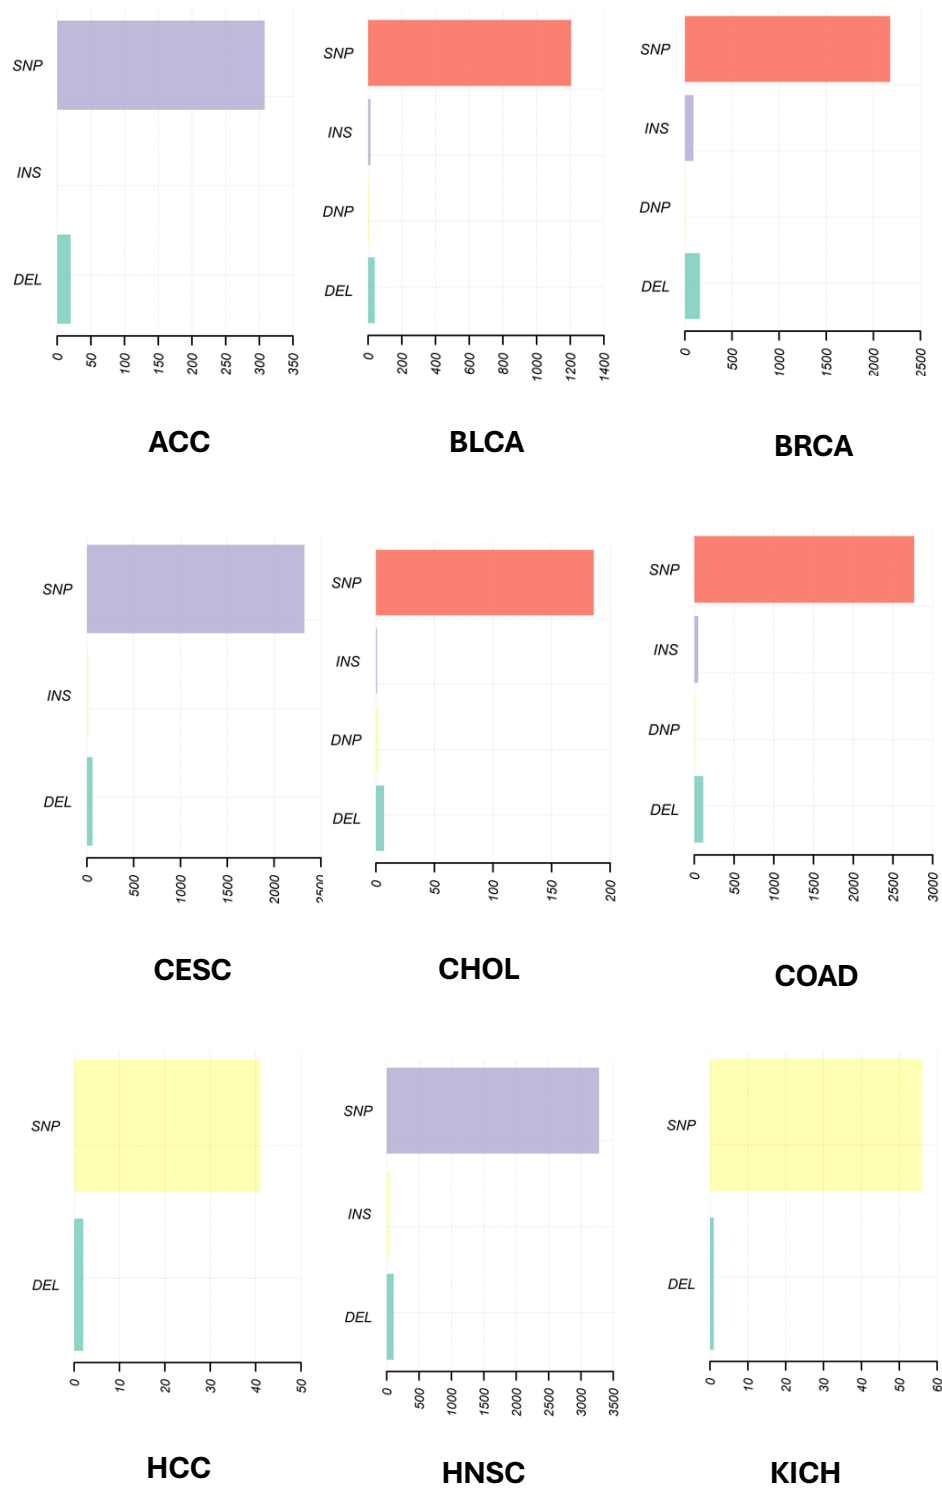 SNP
INS
DEL
0 50 100 150 200 250 300 350
ACC
SNP
INS
DNP
DEL
0 200 400 600 800 1000 1200 1400
BLCA
SNP
INS
DNP
DEL
0 500 1000 1500 2000 2500
BRCA
SNP
INS
DEL
0 500 1000 1500 2000 2500
CESC
SNP
INS
DNP
DEL
0 50 100 150 200
CHOL
SNP
INS
DNP
DEL
0 500 1000 1500 2000 2500 3000
COAD
SNP
DEL
0 10 20 30 40 50
HCC
SNP
INS
DEL
0 500 1000 1500 2000 2500 3000 3500
HNSC
SNP
DEL
0 10 20 30 40 50 60
KICH